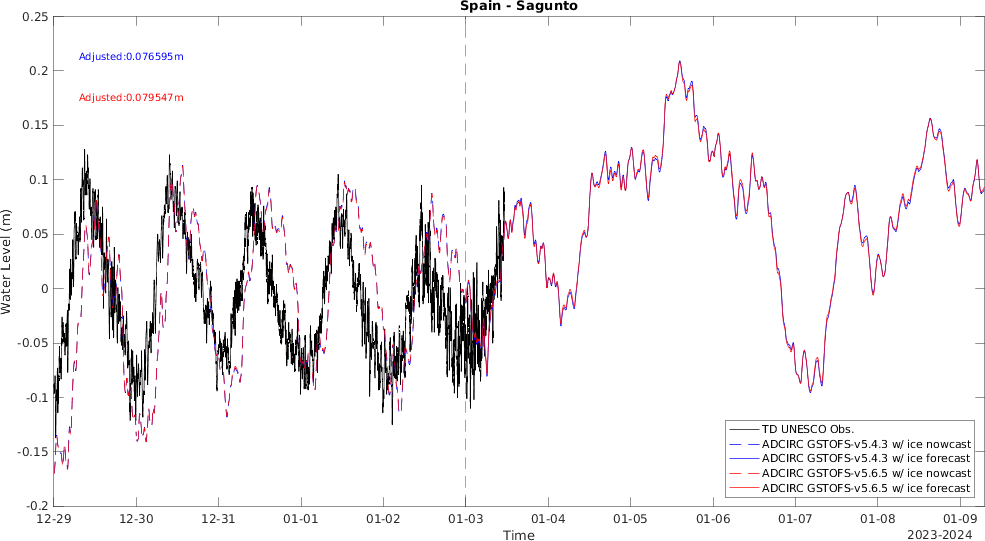 Spain - Sagunto
0.25
0.2
0.15
0.1
0.05
0
-0.05
-0.1
-0.15
-0.2
Water Level (m)
Adjusted:0.076595m
Adjusted:0.079547m
TD UNESCO Obs.
ADCIRC GSTOFS-v5.4.3 w/ ice nowcast
ADCIRC GSTOFS-v5.4.3 w/ ice forecast
ADCIRC GSTOFS-v5.6.5 w/ ice nowcast
ADCIRC GSTOFS-v5.6.5 w/ ice forecast
12-29 12-30 12-31 01-01 01-02 01-03 01-04 01-05 01-06 01-07 01-08 01-09
Time
2023-2024